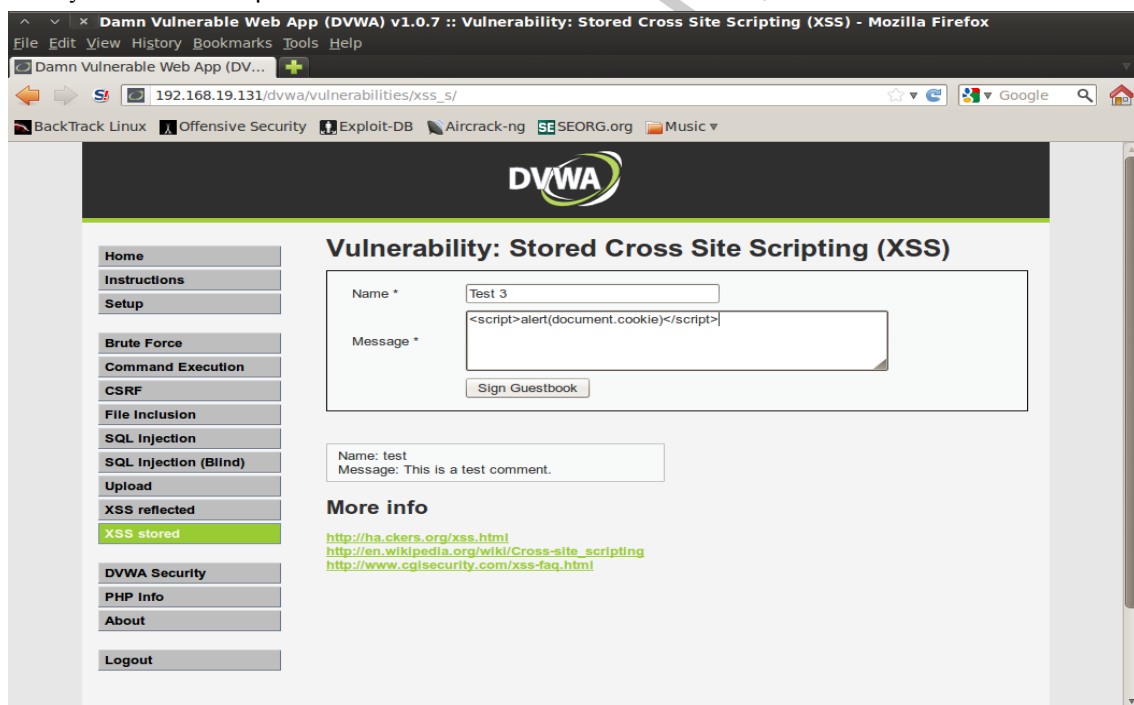 Damn Vulnerable Web App (DVWA) v1.0.7 :: Vulnerability: Stored Cross Site Scripting (XSS) - Mozilla Firefox
File Edit View History Bookmarks Tools Help
Damn Vulnerable Web App (DV...
192.168.19.131/dvwa/vulnerabilities/xss_s/
Google
BackTrack Linux Offensive Security Exploit-DB Aircrack-ng SEORG.org Music
DVWA
Vulnerability: Stored Cross Site Scripting (XSS)
Home
Instructions
Setup
Brute Force
Command Execution
CSRF
File Inclusion
SQL Injection
SQL Injection (Blind)
Upload
XSS reflected
XSS stored
DVWA Security
PHP Info
About
Logout
Name * Test 3
Message * <script>alert(document.cookie)</script>
Sign Guestbook
Name: test
Message: This is a test comment.
More info
http://ha.ckers.org/xss.html
http://en.wikipedia.org/wiki/Cross-site_scripting
http://www.cgisecurity.com/xss-faq.html